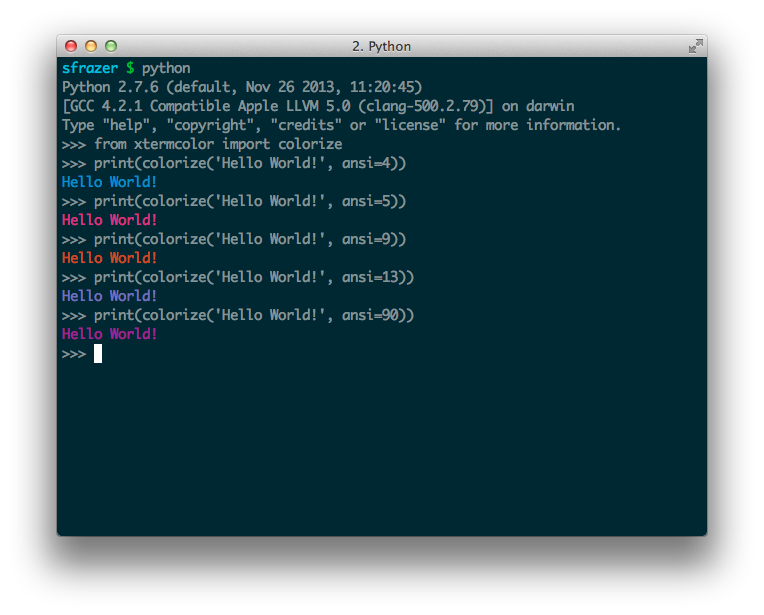 2. Python
sfrazer $ python
Python 2.7.6 (default, Nov 26 2013, 11:20:45)
[GCC 4.2.1 Compatible Apple LLVM 5.0 (clang-500.2.79)] on darwin
Type "help", "copyright", "credits" or "license" for more information.
>>> from xtermcolor import colorize
>>> print(colorize('Hello World!', ansi=4))
Hello World!
>>> print(colorize('Hello World!', ansi=5))
Hello World!
>>> print(colorize('Hello World!', ansi=9))
Hello World!
>>> print(colorize('Hello World!', ansi=13))
Hello World!
>>> print(colorize('Hello World!', ansi=90))
Hello World!
>>>